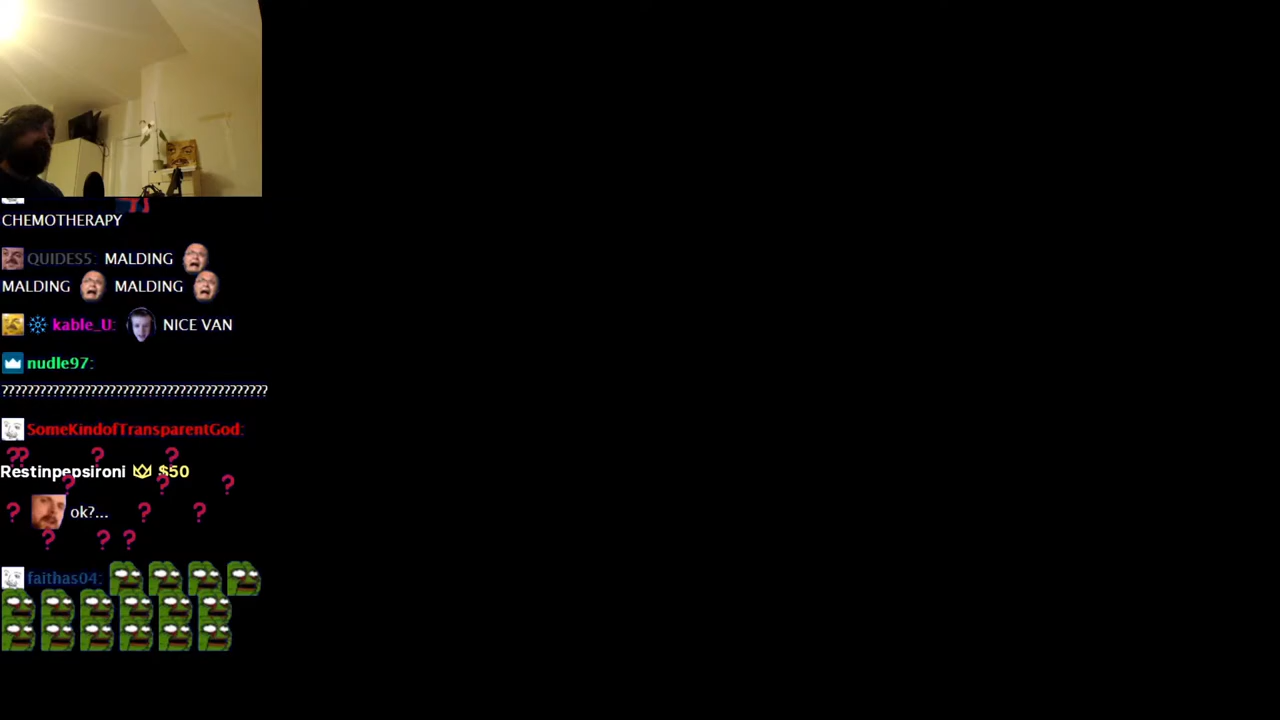 CHEMOTHERAPY
QUIDES5: MALDING
MALDING MALDING
kable_U: NICE VAN
nudle97:
??????????????????????????????????????????
SomeKindofTransparentGod:
?? ? ?
Restinpepsironi $50
? ? ?
? ok?... ? ?
? ? ?
faithas04: